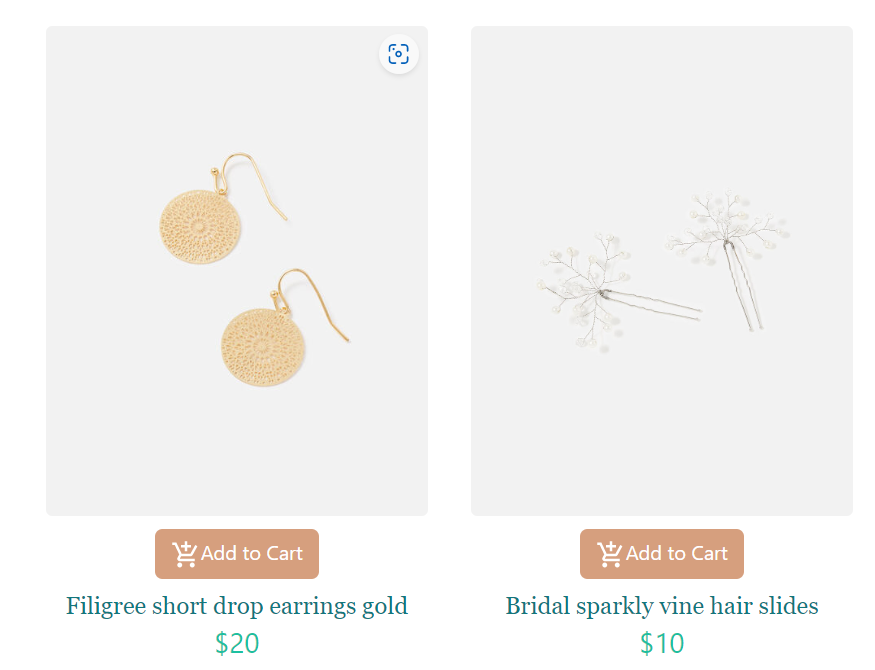 Add to Cart
Add to Cart
Filigree short drop earrings gold
Bridal sparkly vine hair slides
$20
$10